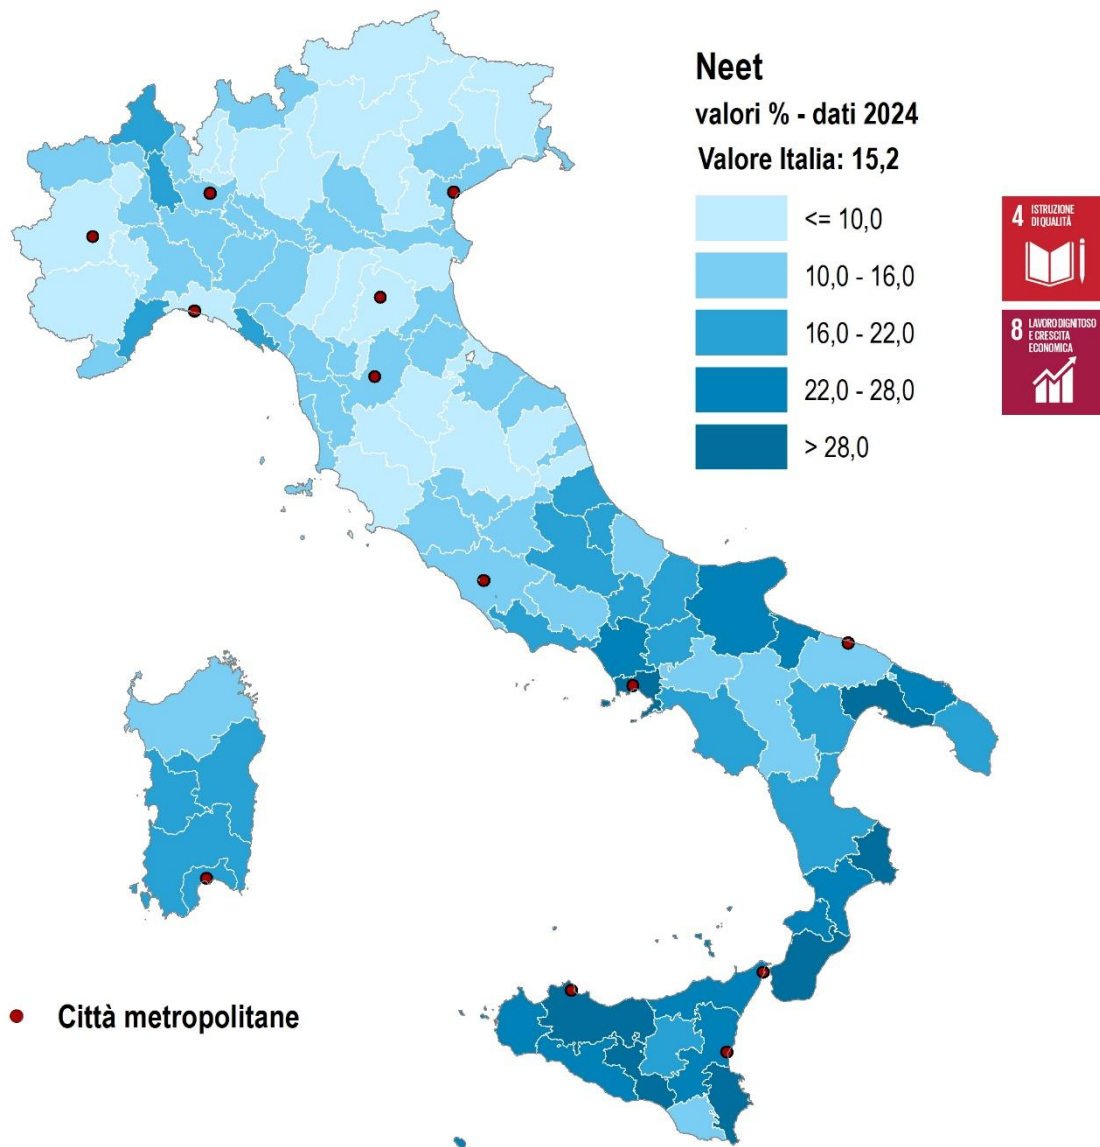 Neet
valori % - dati 2024
Valore Italia: 15,2
<= 10,0
10,0 - 16,0
16,0 - 22,0
22,0 - 28,0
> 28,0
4 ISTRUZIONE
DI QUALITÀ
8 LAVORO DIGNITOSO
E CRESCITA
ECONOMICA
Città metropolitane